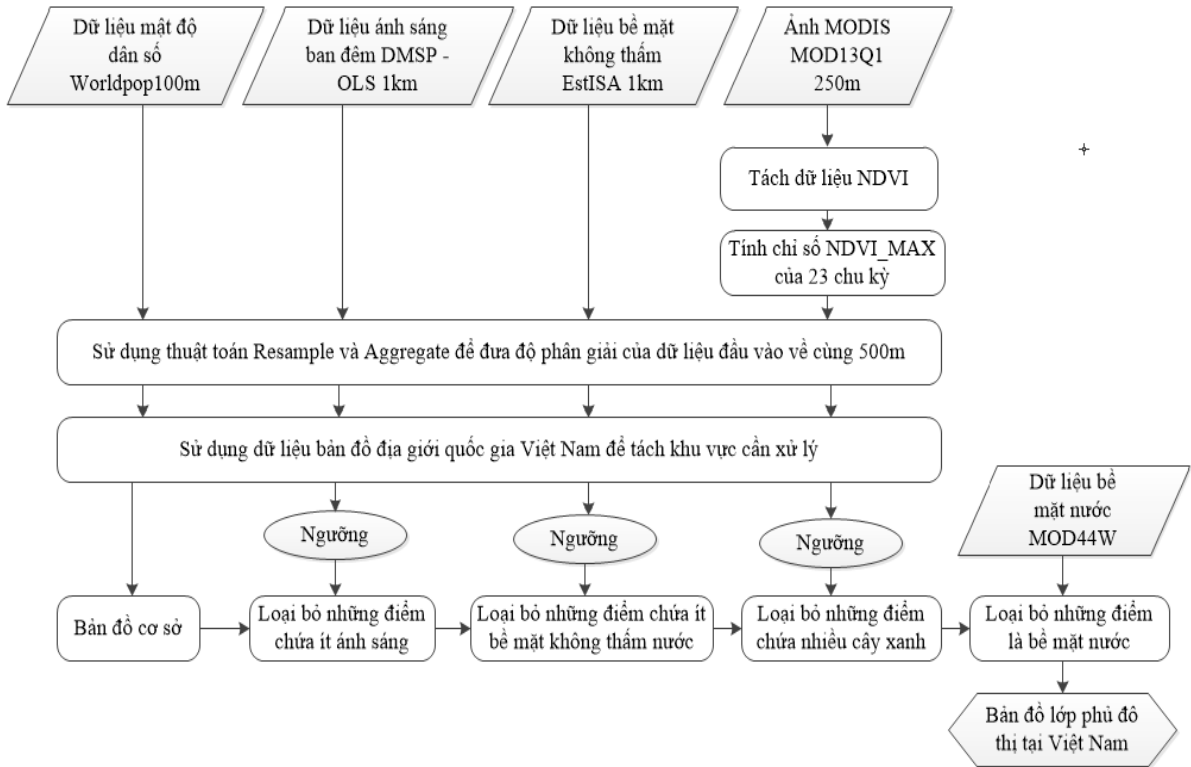 Dữ liệu mật độ
dân số
Worldpop100m
Dữ liệu ánh sáng
ban đêm DMSP -
OLS 1km
Dữ liệu bề mặt
không thấm
EstISA 1km
Ảnh MODIS
MOD13Q1
250m
Tách dữ liệu NDVI
Tính chỉ số NDVI_MAX
của 23 chu kỳ
Sử dụng thuật toán Resample và Aggregate để đưa độ phân giải của dữ liệu đầu vào về cùng 500m
Sử dụng dữ liệu bản đồ địa giới quốc gia Việt Nam để tách khu vực cần xử lý
Dữ liệu bề
mặt nước
MOD44W
Ngưỡng
Ngưỡng
Ngưỡng
Bản đồ cơ sở
Loại bỏ những điểm
chứa ít ánh sáng
Loại bỏ những điểm chứa ít
bề mặt không thấm nước
Loại bỏ những điểm
chứa nhiều cây xanh
Loại bỏ những điểm
là bề mặt nước
Bản đồ lớp phủ đô
thị tại Việt Nam